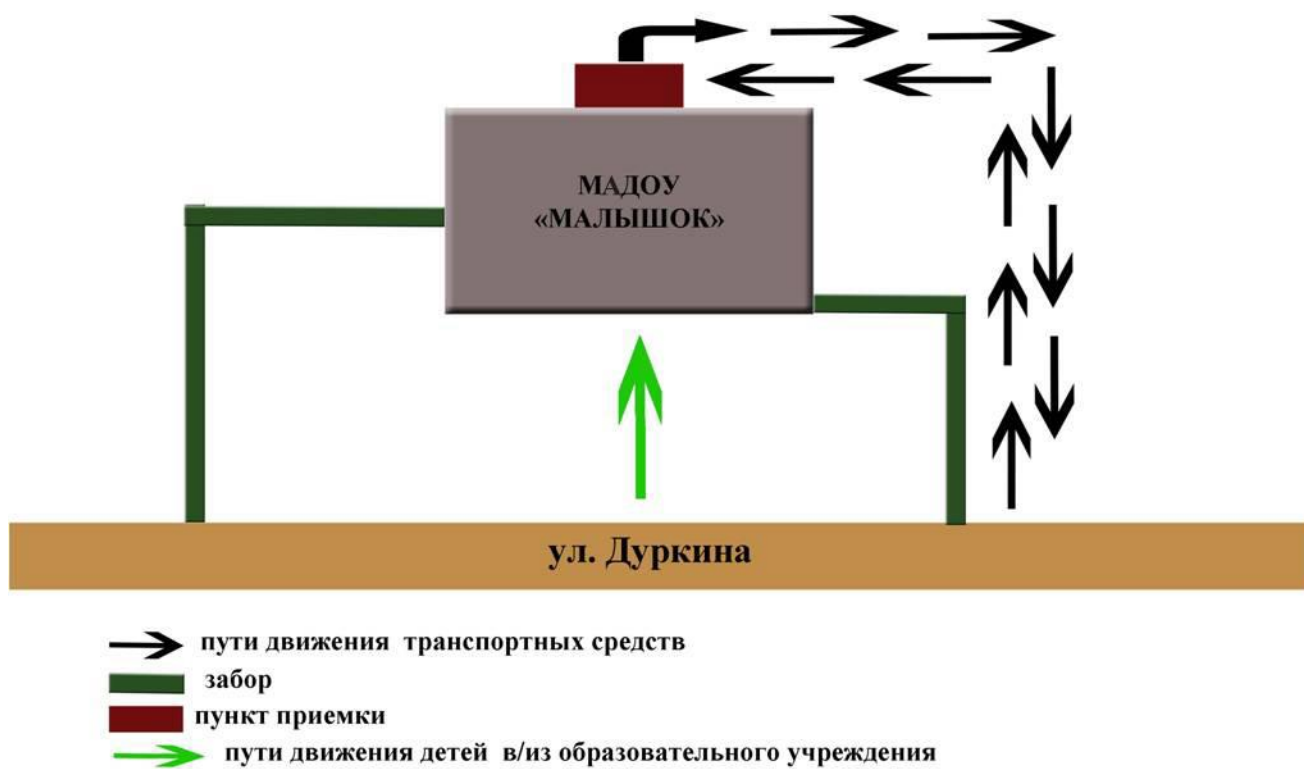 МАДОУ
«МАЛЫШОК»
ул. Дуркина
пути движения транспортных средств
забор
пункт приемки
пути движения детей в/из образовательного учреждения